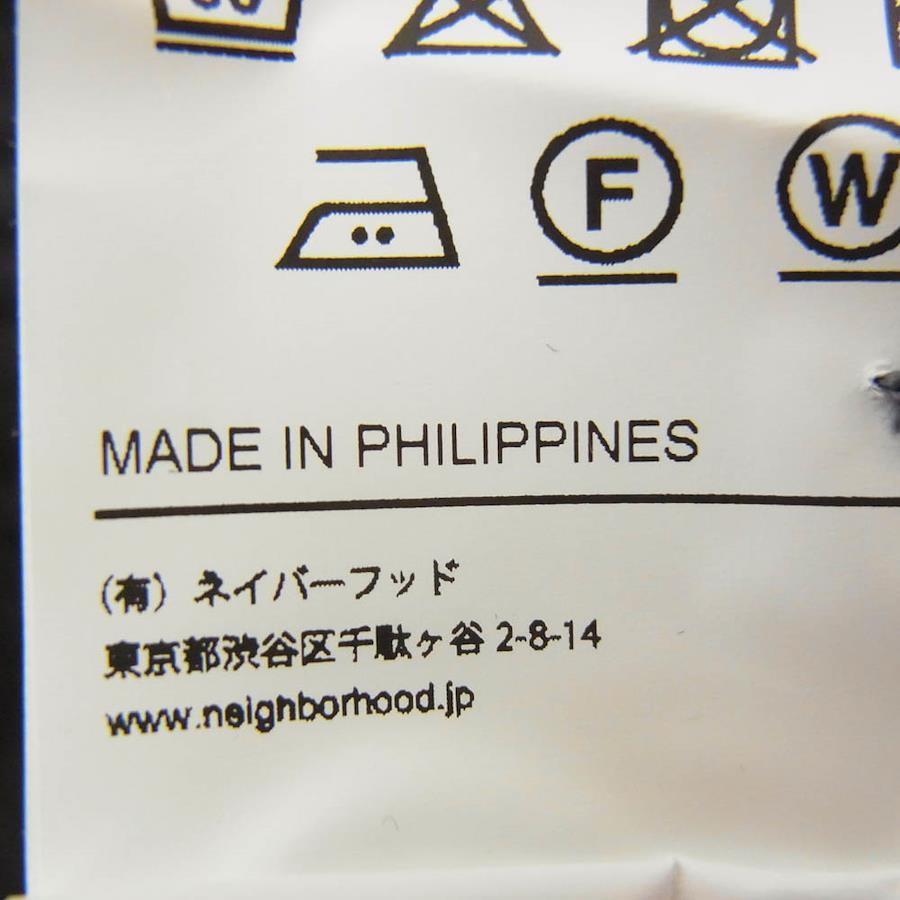 F W
MADE IN PHILIPPINES
(有) ネイバーフッド
東京都渋谷区千駄ヶ谷 2-8-14
www.neighborhood.jp